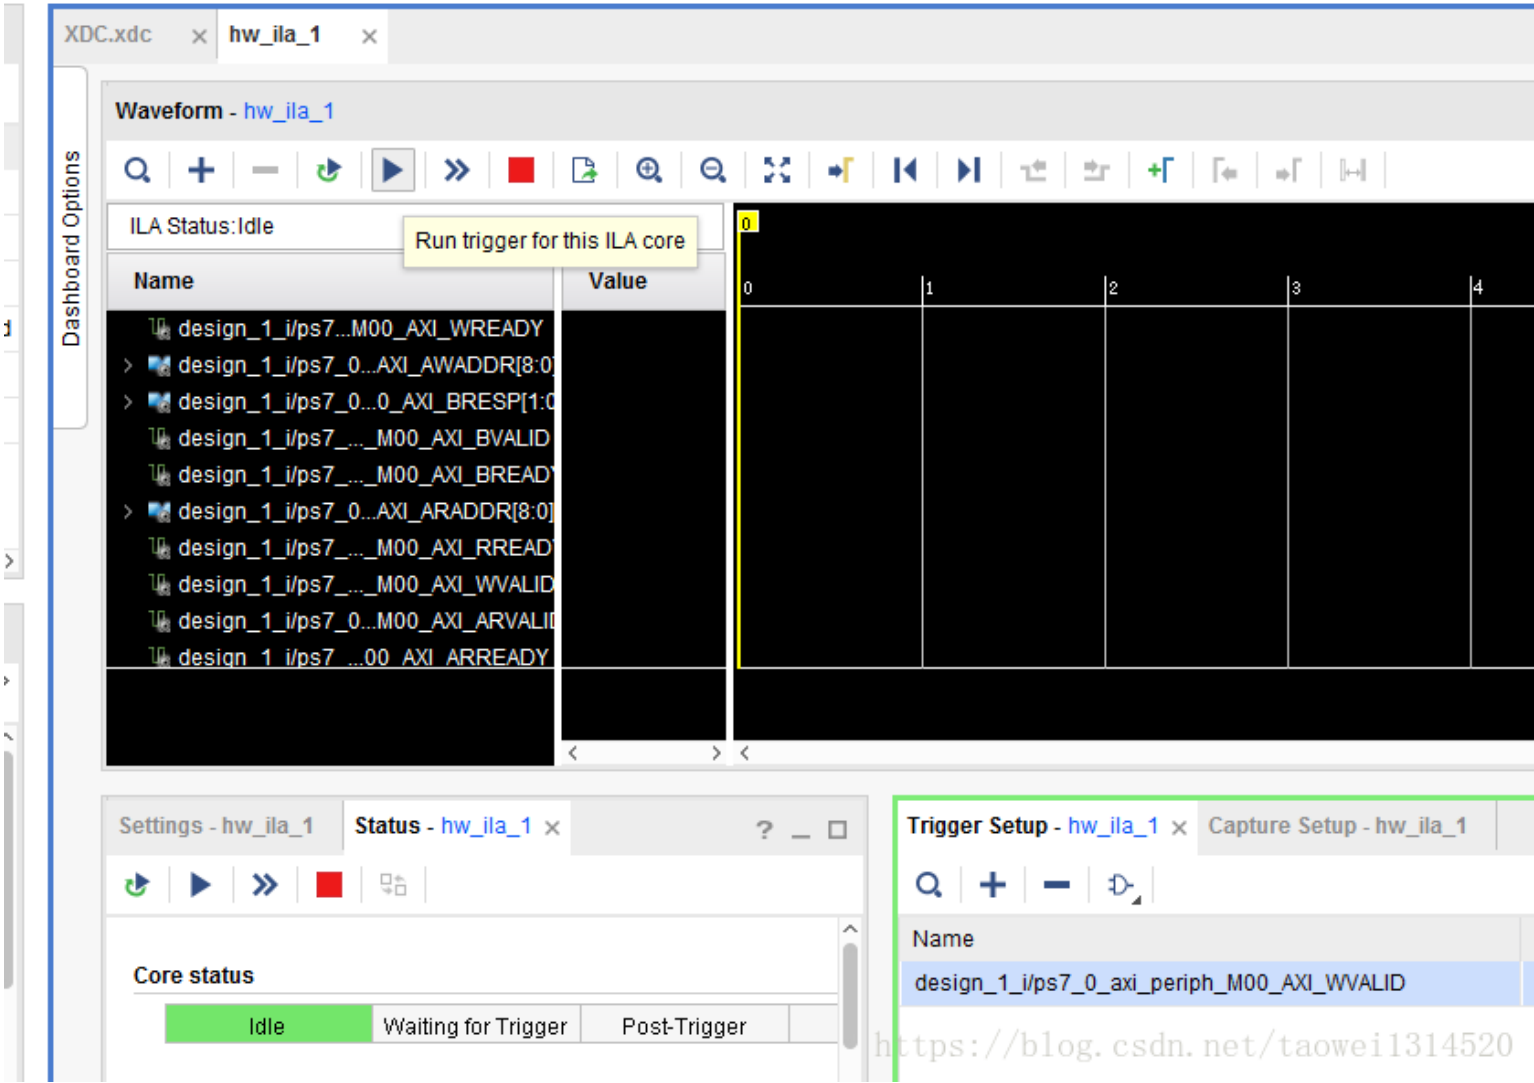 XDC.xdc
hw_ila_1
Dashboard Options
Waveform - hw_ila_1
ILA Status:Idle
Run trigger for this ILA core
Name
Value
0
0
1
2
3
4
design_1_i/ps7...M00_AXI_WREADY
design_1_i/ps7_0...AXI_AWADDR[8:0]
design_1_i/ps7_0...0_AXI_BRESP[1:0
design_1_i/ps7_..._M00_AXI_BVALID
design_1_i/ps7_..._M00_AXI_BREADY
design_1_i/ps7_0...AXI_ARADDR[8:0]
design_1_i/ps7_..._M00_AXI_RREAD
design_1_i/ps7_..._M00_AXI_WVALID
design_1_i/ps7_0...M00_AXI_ARVALID
design_1_i/ps7_...00_AXI_ARREADY
Settings - hw_ila_1
Status - hw_ila_1
Core status
Idle
Waiting for Trigger
Post-Trigger
Trigger Setup - hw_ila_1
Capture Setup - hw_ila_1
Name
design_1_i/ps7_0_axi_periph_M00_AXI_WVALID
https://blog.csdn.net/taowei1314520